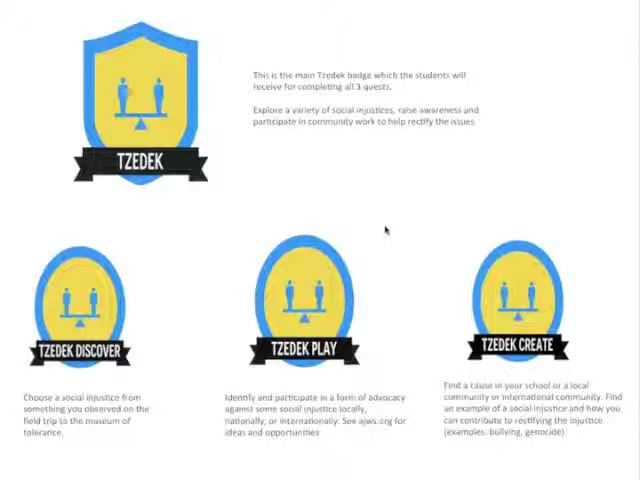 This is the main Tzedek badge which the students will
receive for completing all 3 quests.
Explore a variety of social injustices, raise awareness and
participate in community work to help rectify the issues.
TZEDEK
TZEDEK DISCOVER
Choose a social injustice from
something you observed on the
field trip to the museum of
tolerance.
TZEDEK PLAY
Identify and participate in a form of advocacy
against some social injustice locally,
nationally, or internationally. See ajws.org for
ideas and opportunities
TZEDEK CREATE
Find a cause in your school or a local
community or international community. Find
an example of a social injustice and how you
can contribute to rectifying the injustice
(examples, bullying, genocide)